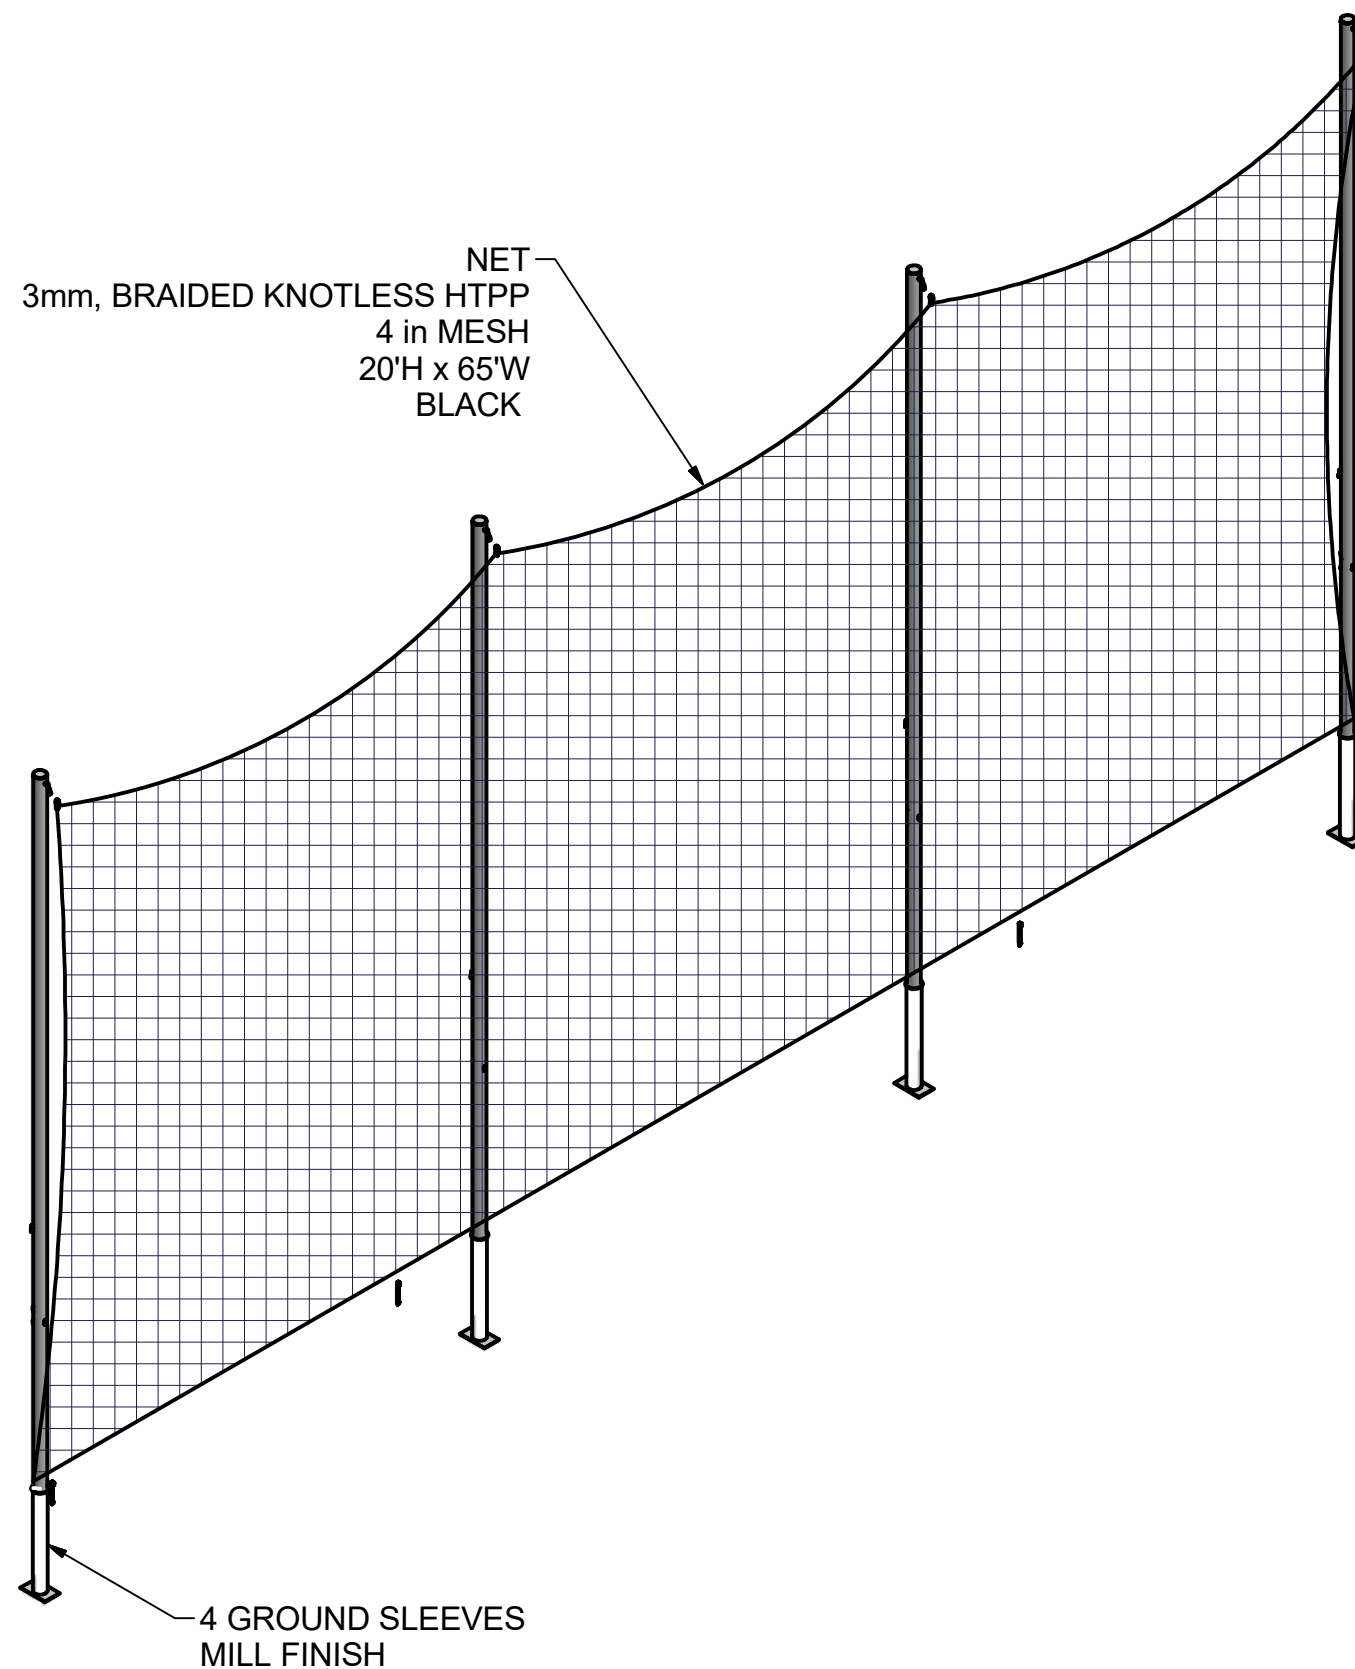 NET
3mm, BRAIDED KNOTLESS HTPP
4 in MESH
20'H x 65'W
BLACK
4 GROUND SLEEVES
MILL FINISH